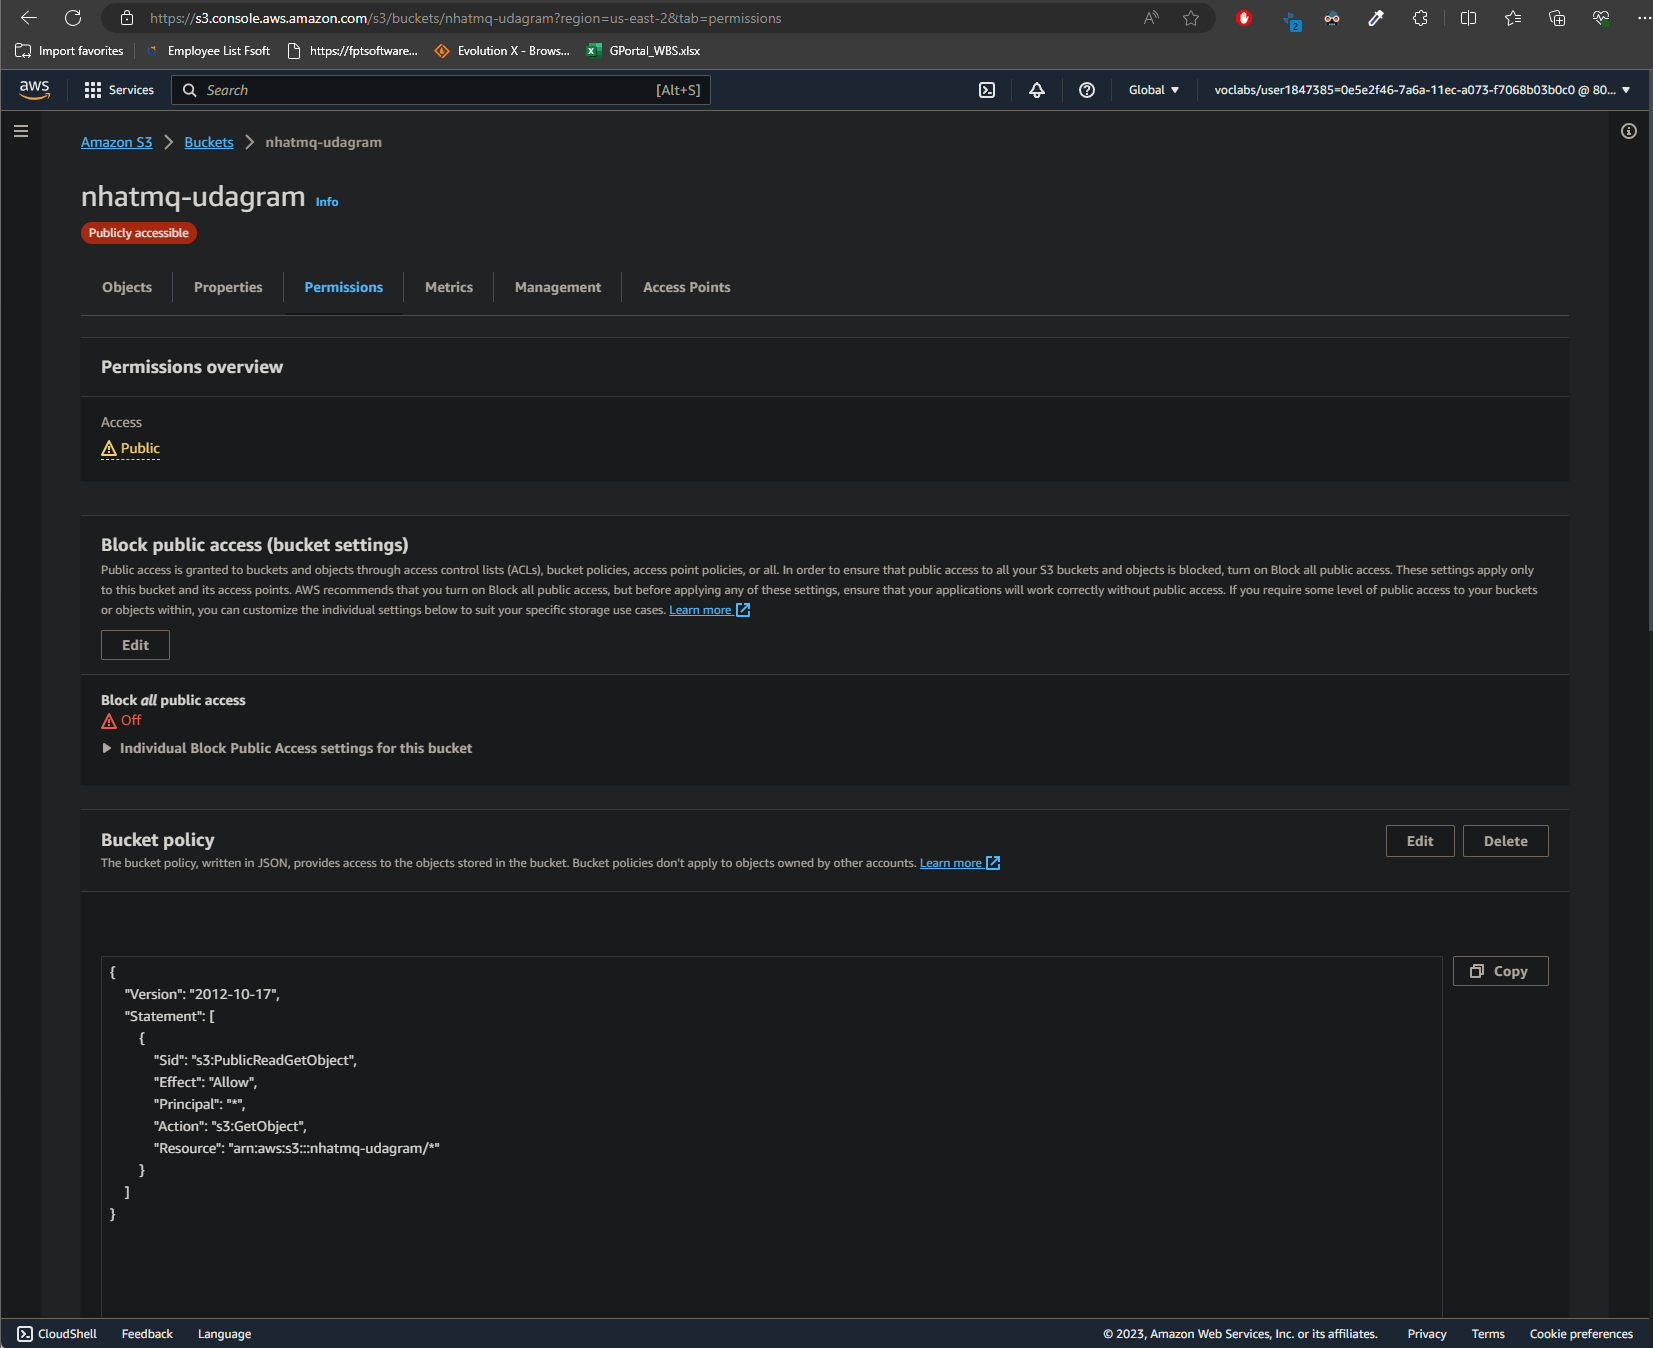 https://s3.console.aws.amazon.com/s3/buckets/nhatmq-udagram?region=us-east-2&tab=permissions
Import favorites Employee List Fsoft https://fptsoftware... Evolution X - Brows... GPortal_WBS.xlsx
aws Services Search [Alt+S] Global voclabs/user1847385=0e5e2f46-7a6a-11ec-a073-f7068b03b0c0 @ 80...
Amazon S3 Buckets nhatmq-udagram
nhatmq-udagram Info
Publicly accessible
Objects Properties Permissions Metrics Management Access Points
Permissions overview
Access
Public
Block public access (bucket settings)
Public access is granted to buckets and objects through access control lists (ACLs), bucket policies, access point policies, or all. In order to ensure that public access to all your S3 buckets and objects is blocked, turn on Block all public access. These settings apply only
to this bucket and its access points. AWS recommends that you turn on Block all public access, but before applying any of these settings, ensure that your applications will work correctly without public access. If you require some level of public access to your buckets
or objects within, you can customize the individual settings below to suit your specific storage use cases. Learn more
Edit
Block all public access
Off
Individual Block Public Access settings for this bucket
Bucket policy
Edit Delete
The bucket policy, written in JSON, provides access to the objects stored in the bucket. Bucket policies don't apply to objects owned by other accounts. Learn more
Copy
{
"Version": "2012-10-17",
"Statement": [
{
"Sid": "s3:PublicReadGetObject",
"Effect": "Allow",
"Principal": "*",
"Action": "s3:GetObject",
"Resource": "arn:aws:s3:::nhatmq-udagram/*"
}
]
}
CloudShell Feedback Language © 2023, Amazon Web Services, Inc. or its affiliates. Privacy Terms Cookie preferences